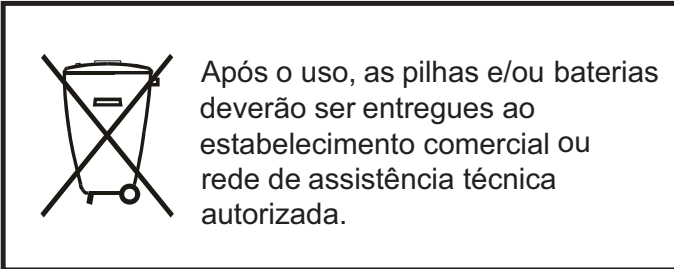 Após o uso, as pilhas e/ou baterias
deverão ser entregues ao
estabelecimento comercial ou
rede de assistência técnica
autorizada.